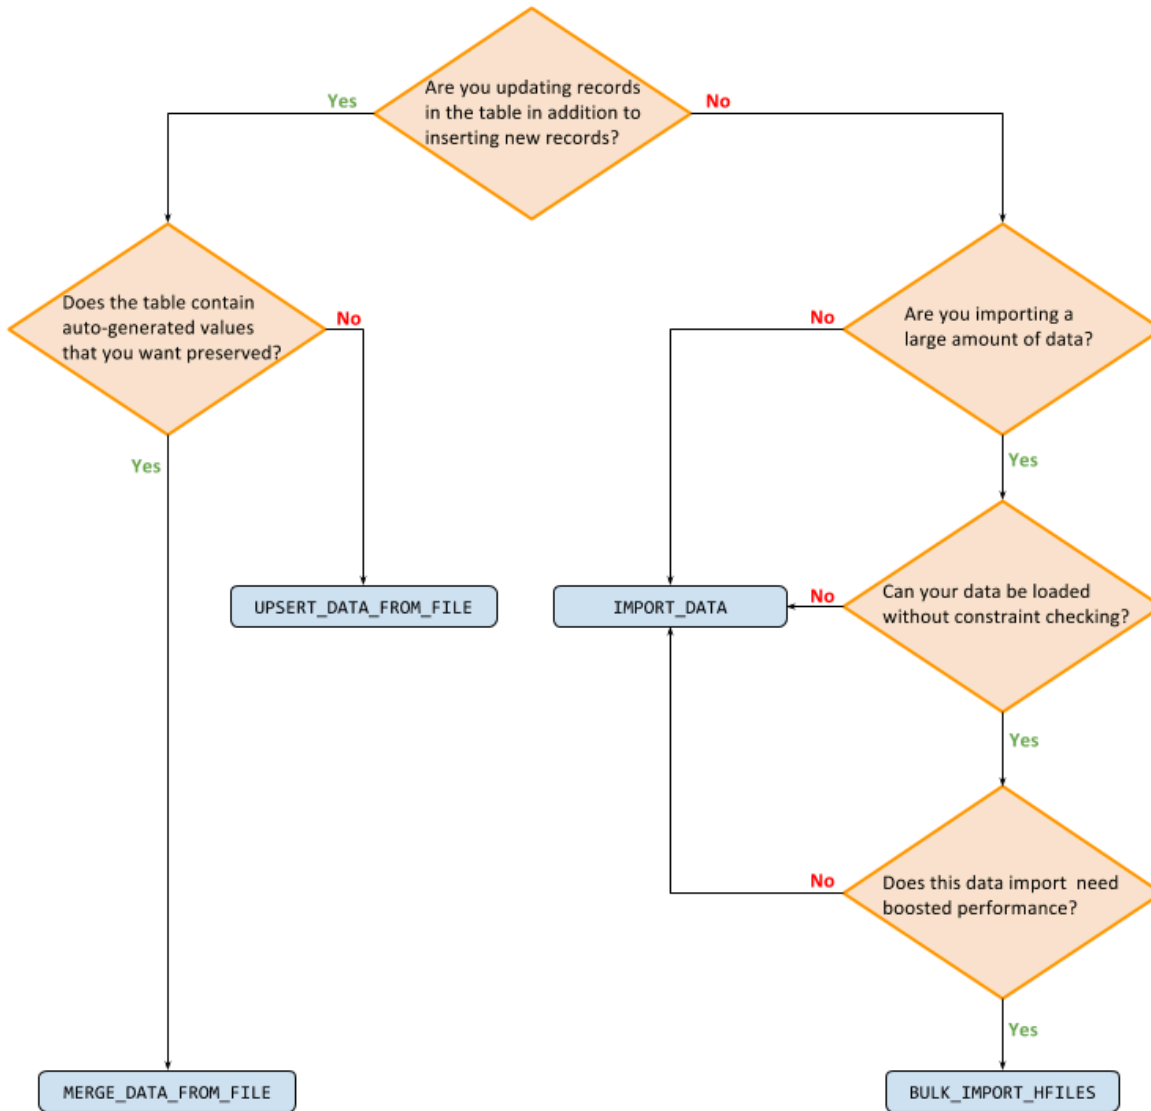 Are you updating records
in the table in addition to
inserting new records?
Yes
No
Does the table contain
auto-generated values
that you want preserved?
No
Yes
No
Are you importing a
large amount of data?
Yes
UPSERT_DATA_FROM_FILE
IMPORT_DATA
No
Can your data be loaded
without constraint checking?
Yes
No
Does this data import need
boosted performance?
Yes
MERGE_DATA_FROM_FILE
BULK_IMPORT_HFILES